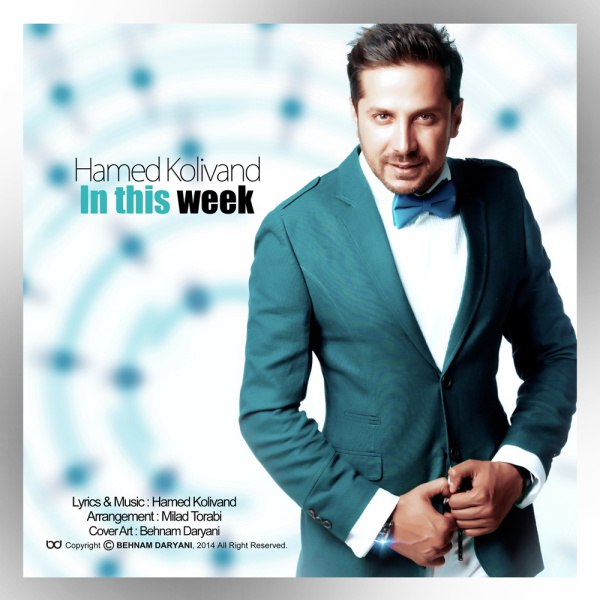 Hamed Kolivand
In this week
Lyrics & Music : Hamed Kolivand
Arrangement : Milad Torabi
Cover Art : Behnam Daryani
bd Copyright © BEHNAM DARYANI, 2014 All Right Reserved.